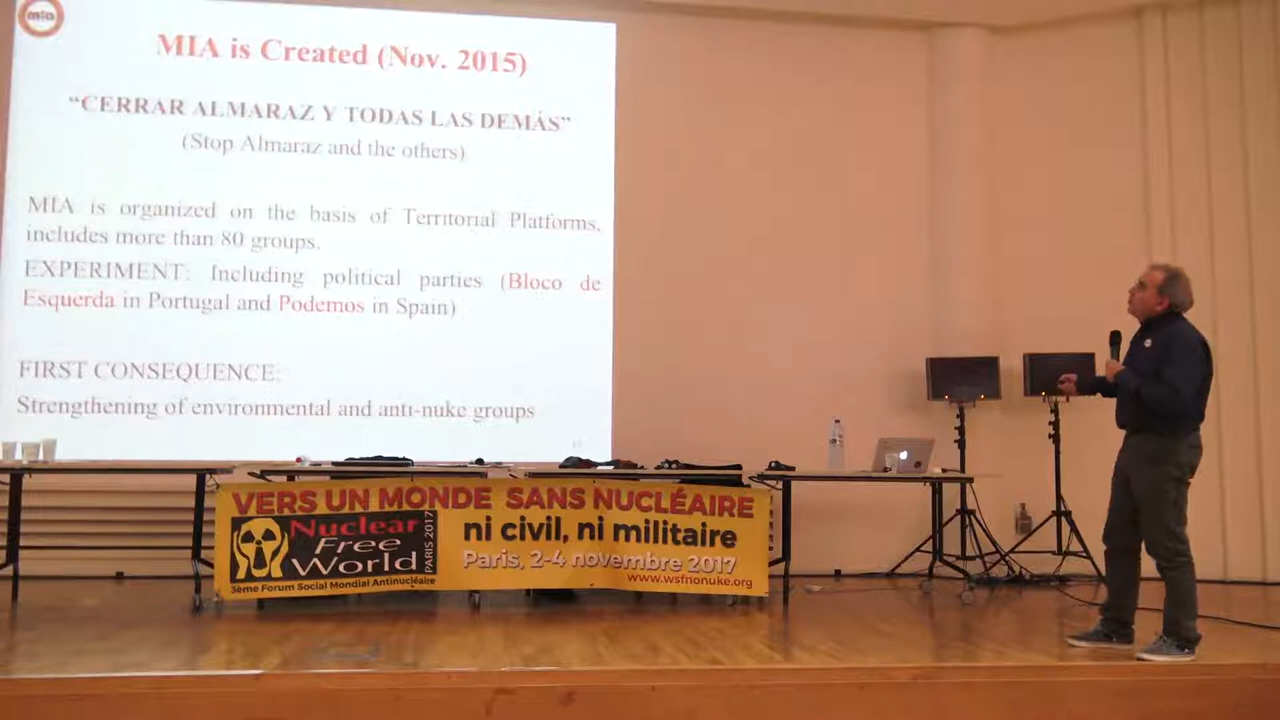 mia
MIA is Created (Nov. 2015)
“CERRAR ALMARAZ Y TODAS LAS DEMÁS”
(Stop Almaraz and the others)
MIA is organized on the basis of Territorial Platforms,
includes more than 80 groups.
EXPERIMENT: Including political parties (Bloco de
Esquerda in Portugal and Podemos in Spain)
FIRST CONSEQUENCE:
Strengthening of environmental and anti-nuke groups
VERS UN MONDE SANS NUCLÉAIRE
ni civil, ni militaire
Paris, 2-4 novembre 2017
www.wsfnonuke.org
Nuclear
Free
World
PARIS 2017
3ème Forum Social Mondial Antinucléaire